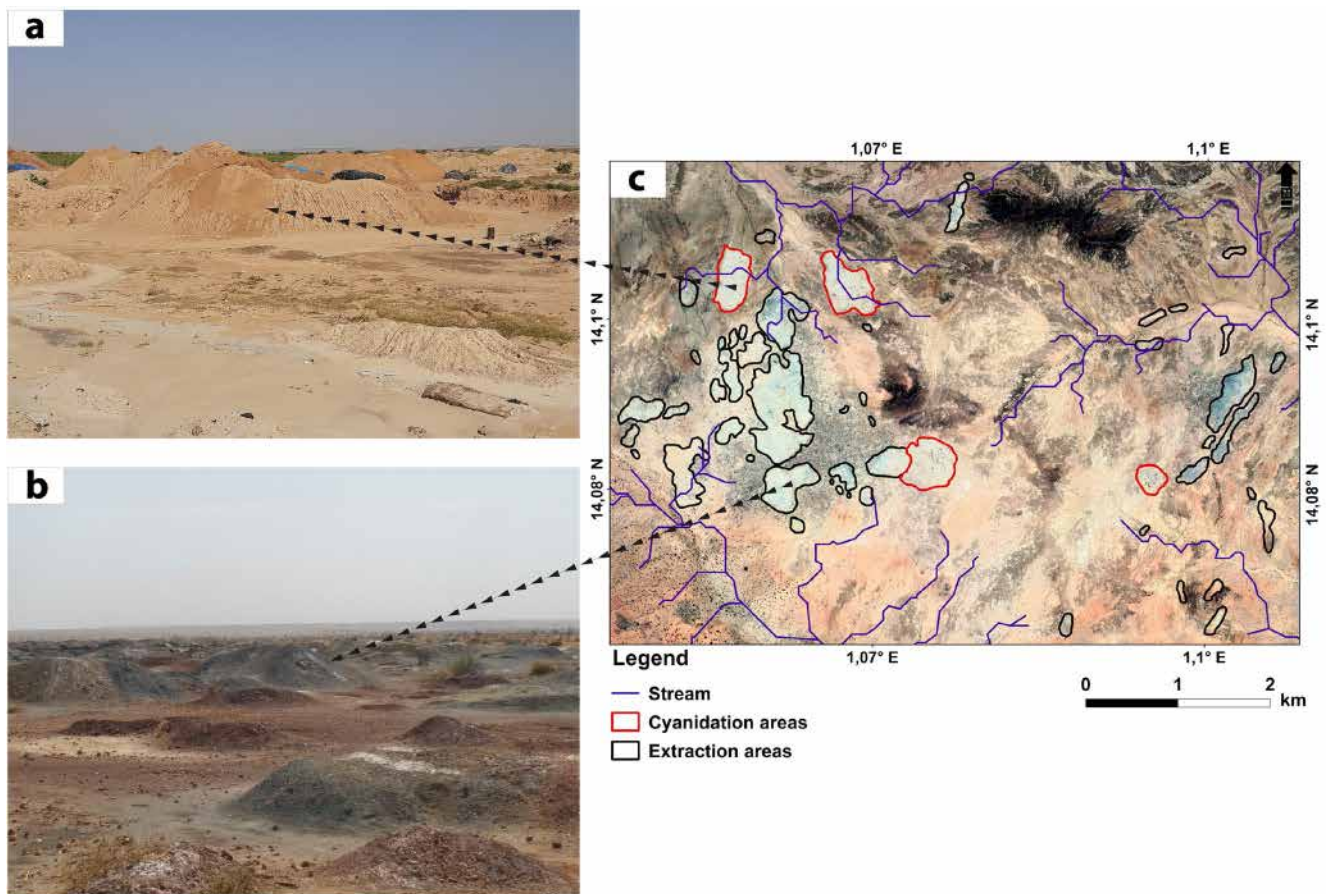 a
b
c
1,07° E
1,1° E
14,1° N
14,1° N
14,08° N
14,08° N
1,07° E
1,1° E
Legend
Stream
Cyanidation areas
Extraction areas
0 1 2
km